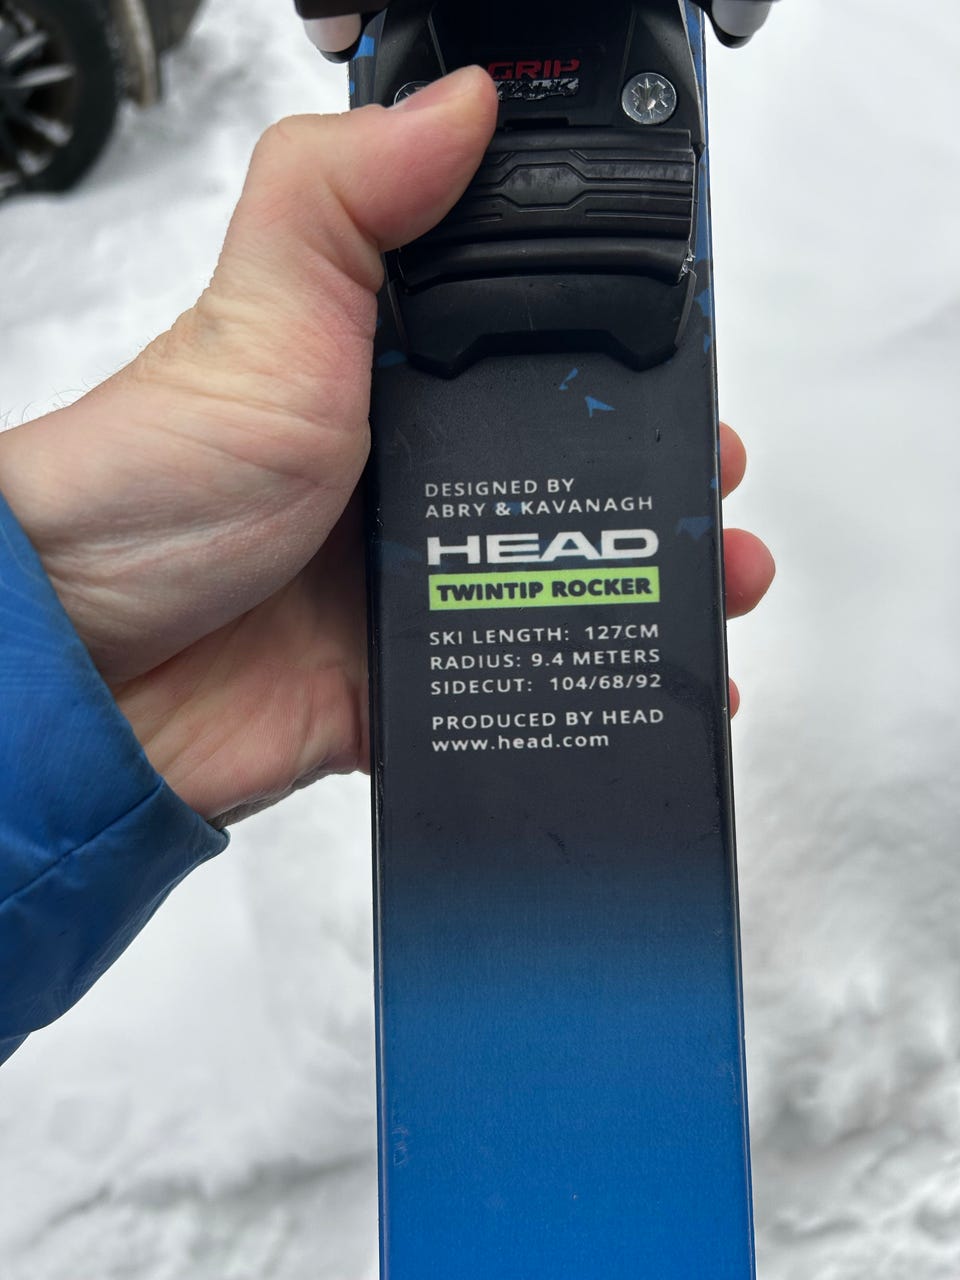 GRIP
DESIGNED BY
ABRY & KAVANAGH
HEAD
TWINTIP ROCKER
SKI LENGTH: 127CM
RADIUS: 9.4 METERS
SIDECUT: 104/68/92
PRODUCED BY HEAD
www.head.com